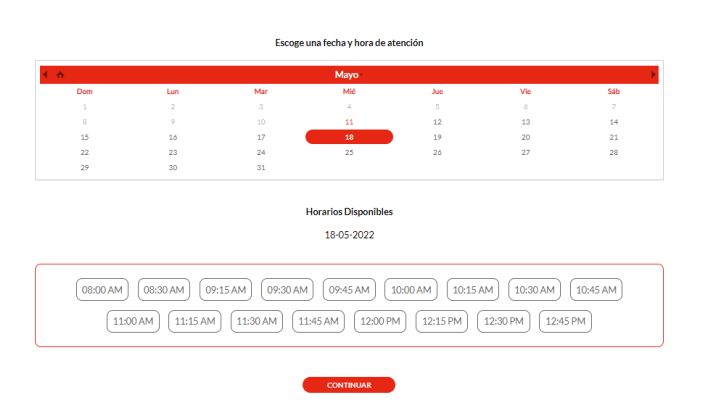 Escoge una fecha y hora de atención
Mayo
Dom Lun Mar Mié Jue Vie Sáb
1 2 3 4 5 6 7
8 9 10 11 12 13 14
15 16 17 18 19 20 21
22 23 24 25 26 27 28
29 30 31
Horarios Disponibles
18-05-2022
08:00 AM 08:30 AM 09:15 AM 09:30 AM 09:45 AM 10:00 AM 10:15 AM 10:30 AM 10:45 AM
11:00 AM 11:15 AM 11:30 AM 11:45 AM 12:00 PM 12:15 PM 12:30 PM 12:45 PM
CONTINUAR